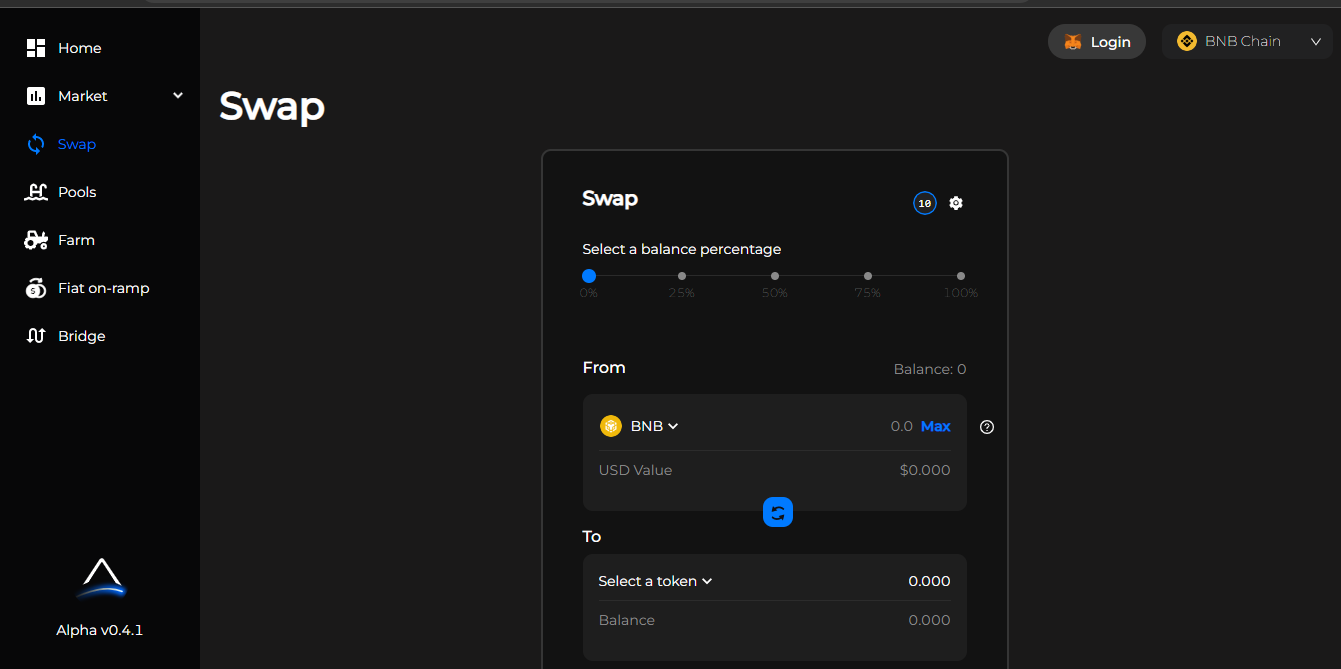 Home
Market
Swap
Pools
Farm
Fiat on-ramp
Bridge
Alpha v0.4.1
Login
BNB Chain
Swap
Swap
10
Select a balance percentage
0% 25% 50% 75% 100%
From Balance: 0
BNB 0.0 Max
USD Value $0.000
To
Select a token 0.000
Balance 0.000